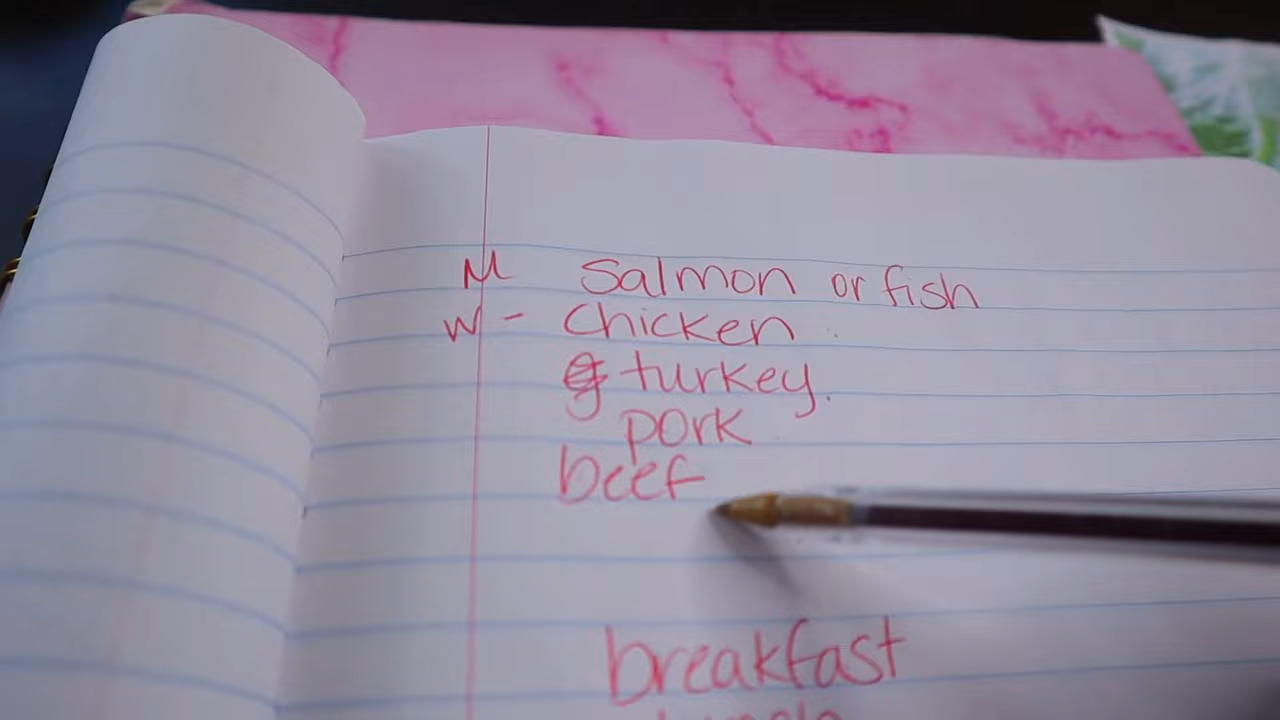 M salmon or fish
W - Chicken
turkey.
pork
beef
breakfast